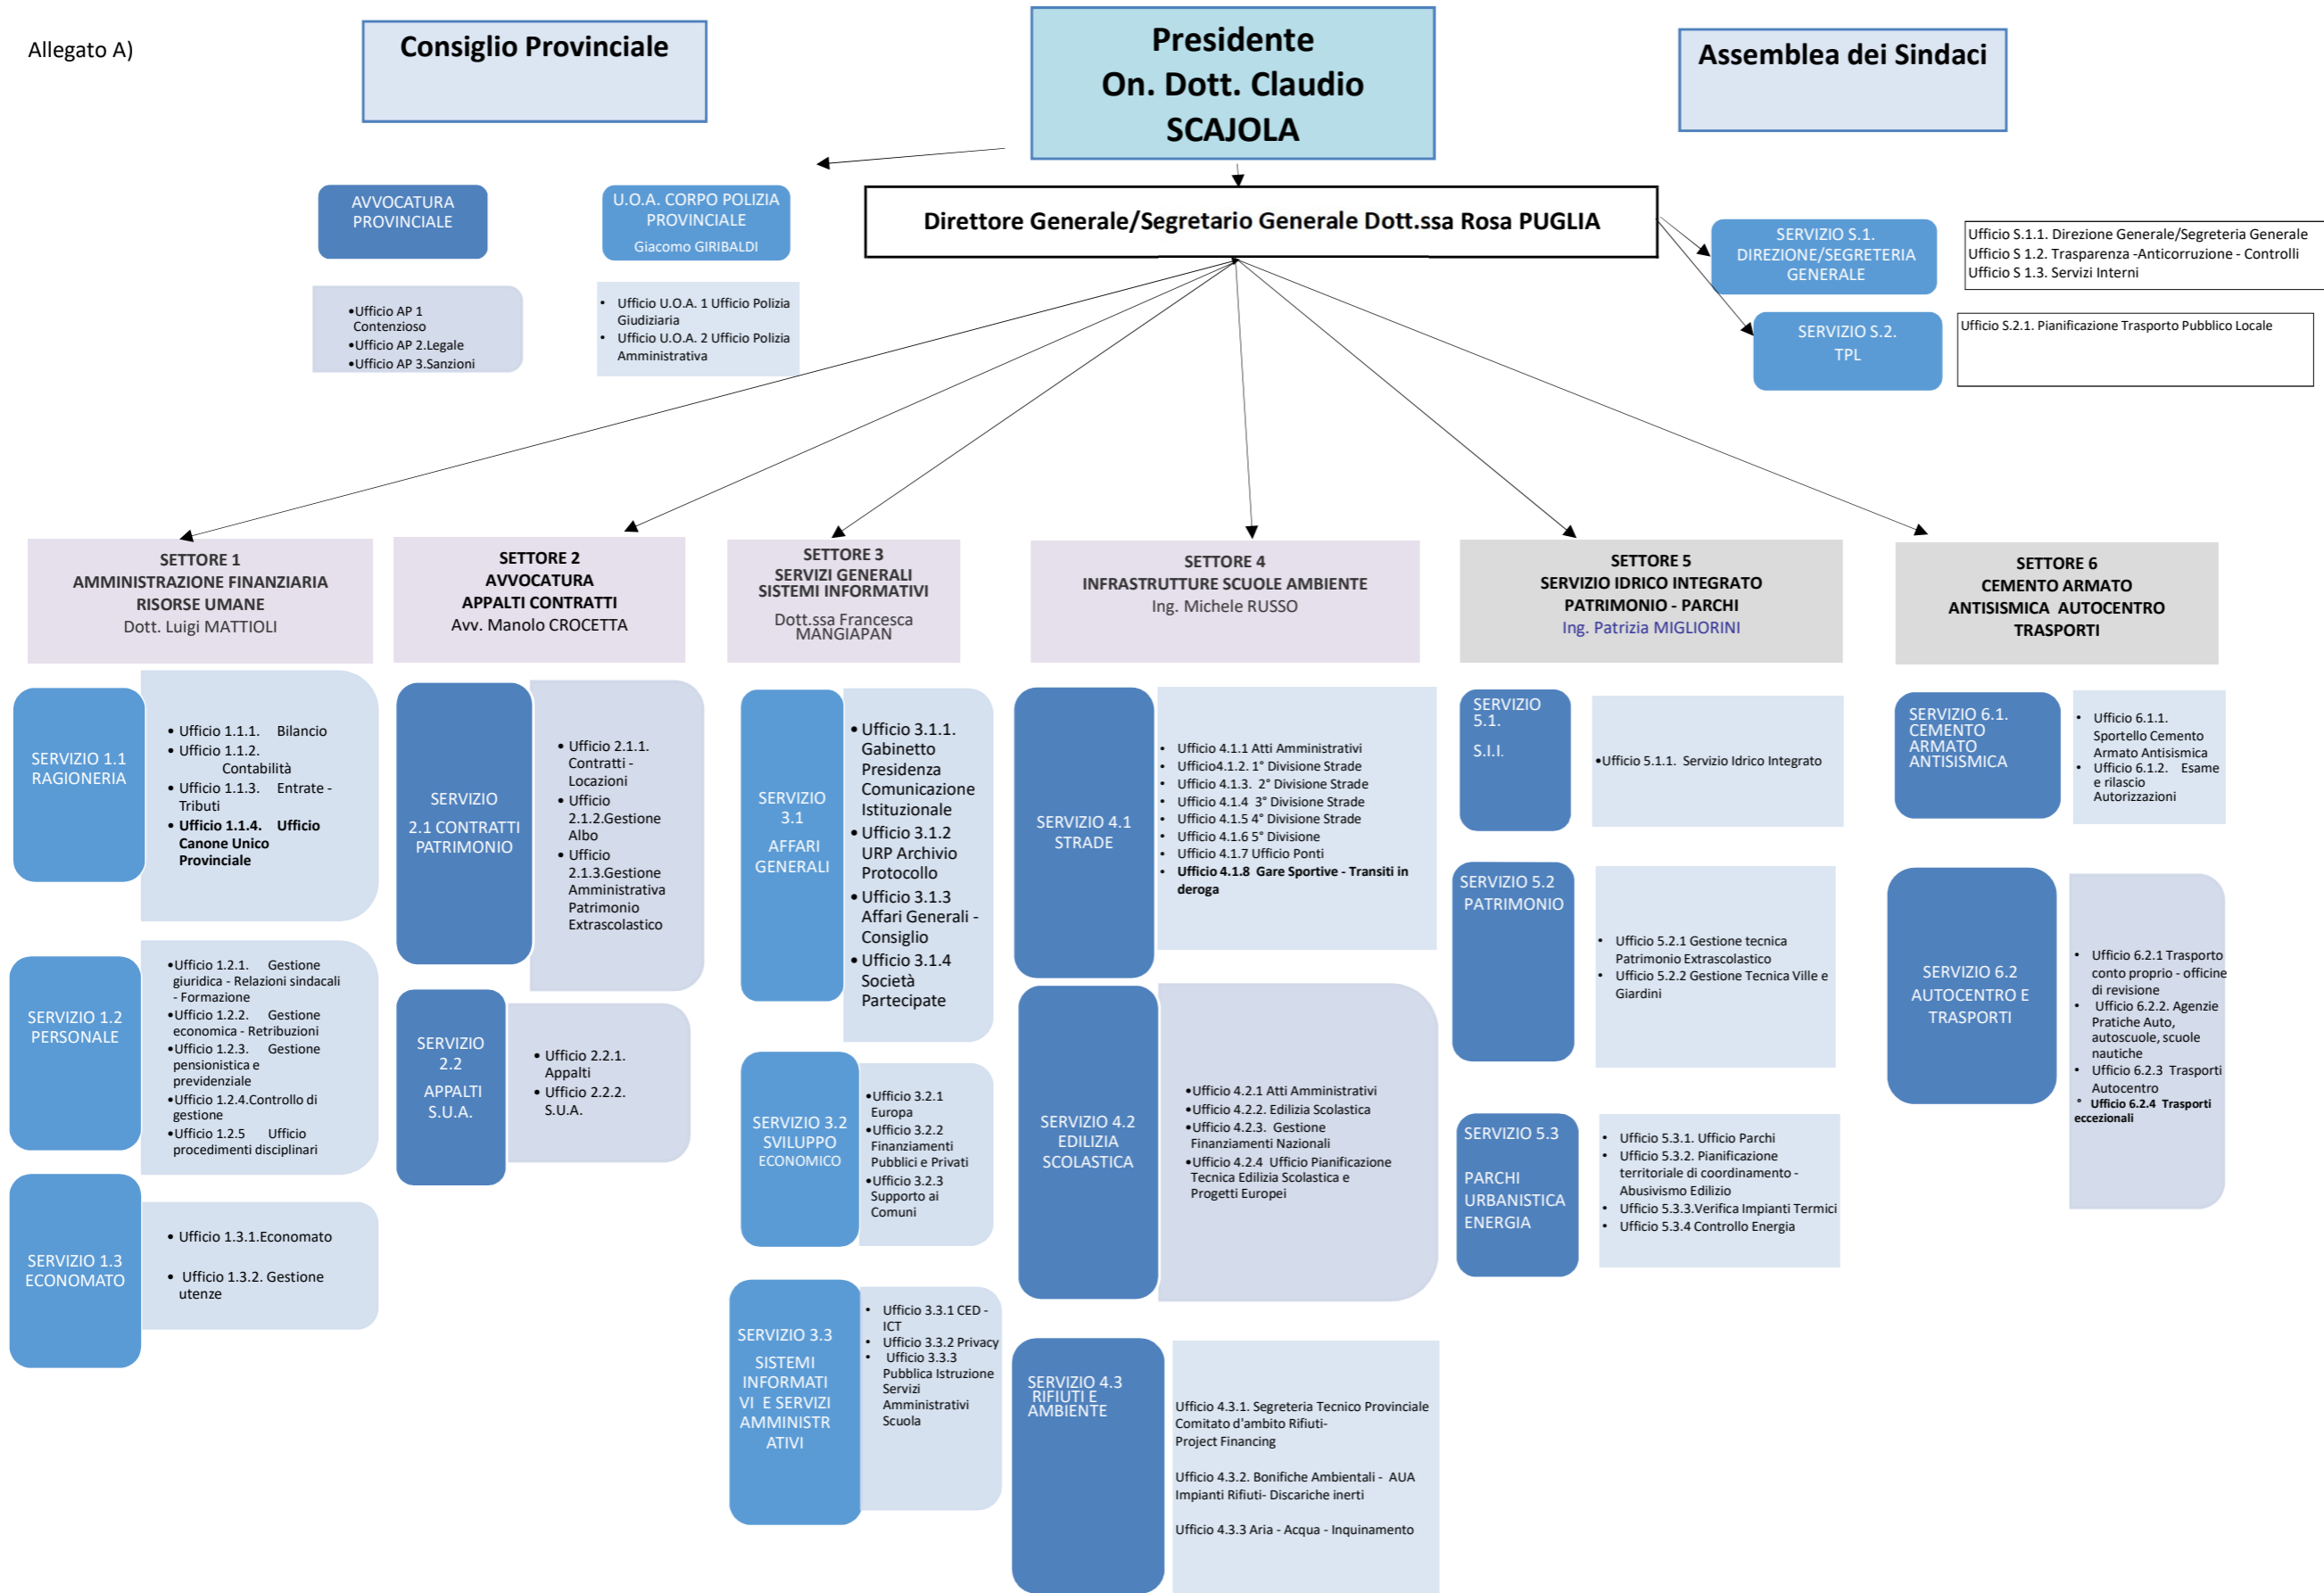 Allegato A)
Consiglio Provinciale
Presidente
On. Dott. Claudio
SCAJOLA
Assemblea dei Sindaci
AVVOCATURA
PROVINCIALE
U.O.A. CORPO POLIZIA
PROVINCIALE
Giacomo GIRIBALDI
Direttore Generale/Segretario Generale Dott.ssa Rosa PUGLIA
SERVIZIO S.1.
DIREZIONE/SEGRETERIA
GENERALE
Ufficio S.1.1. Direzione Generale/Segreteria Generale
Ufficio S 1.2. Trasparenza -Anticorruzione - Controlli
Ufficio S 1.3. Servizi Interni
•Ufficio AP 1
Contenzioso
•Ufficio AP 2.Legale
•Ufficio AP 3.Sanzioni
• Ufficio U.O.A. 1 Ufficio Polizia
Giudiziaria
• Ufficio U.O.A. 2 Ufficio Polizia
Amministrativa
SERVIZIO S.2.
TPL
Ufficio S.2.1. Pianificazione Trasporto Pubblico Locale
SETTORE 1
AMMINISTRAZIONE FINANZIARIA
RISORSE UMANE
Dott. Luigi MATTIOLI
SETTORE 2
AVVOCATURA
APPALTI CONTRATTI
Avv. Manolo CROCETTA
SETTORE 3
SERVIZI GENERALI
SISTEMI INFORMATIVI
Dott.ssa Francesca
MANGIAPAN
SETTORE 4
INFRASTRUTTURE SCUOLE AMBIENTE
Ing. Michele RUSSO
SETTORE 5
SERVIZIO IDRICO INTEGRATO
PATRIMONIO - PARCHI
Ing. Patrizia MIGLIORINI
SETTORE 6
CEMENTO ARMATO
ANTISISMICA AUTOCENTRO
TRASPORTI
SERVIZIO 1.1
RAGIONERIA
• Ufficio 1.1.1. Bilancio
• Ufficio 1.1.2.
Contabilità
• Ufficio 1.1.3. Entrate -
Tributi
• Ufficio 1.1.4. Ufficio
Canone Unico
Provinciale
SERVIZIO 1.2
PERSONALE
•Ufficio 1.2.1. Gestione
giuridica - Relazioni sindacali
- Formazione
•Ufficio 1.2.2. Gestione
economica - Retribuzioni
•Ufficio 1.2.3. Gestione
pensionistica e
previdenziale
•Ufficio 1.2.4.Controllo di
gestione
•Ufficio 1.2.5 Ufficio
procedimenti disciplinari
SERVIZIO 1.3
ECONOMATO
• Ufficio 1.3.1.Economato
• Ufficio 1.3.2. Gestione
utenze
SERVIZIO
2.1 CONTRATTI
PATRIMONIO
• Ufficio 2.1.1.
Contratti -
Locazioni
• Ufficio
2.1.2.Gestione
Albo
• Ufficio
2.1.3.Gestione
Amministrativa
Patrimonio
Extrascolastico
SERVIZIO
2.2
APPALTI
S.U.A.
• Ufficio 2.2.1.
Appalti
• Ufficio 2.2.2.
S.U.A.
SERVIZIO
3.1
AFFARI
GENERALI
• Ufficio 3.1.1.
Gabinetto
Presidenza
Comunicazione
Istituzionale
• Ufficio 3.1.2
URP Archivio
Protocollo
• Ufficio 3.1.3
Affari Generali -
Consiglio
• Ufficio 3.1.4
Società
Partecipate
SERVIZIO 3.2
SVILUPPO
ECONOMICO
•Ufficio 3.2.1
Europa
•Ufficio 3.2.2
Finanziamenti
Pubblici e Privati
•Ufficio 3.2.3
Supporto ai
Comuni
SERVIZIO 3.3
SISTEMI
INFORMATI
VI E SERVIZI
AMMINISTR
ATIVI
• Ufficio 3.3.1 CED -
ICT
• Ufficio 3.3.2 Privacy
• Ufficio 3.3.3
Pubblica Istruzione
Servizi
Amministrativi
Scuola
SERVIZIO 4.1
STRADE
• Ufficio 4.1.1 Atti Amministrativi
• Ufficio4.1.2. 1° Divisione Strade
• Ufficio 4.1.3. 2° Divisione Strade
• Ufficio 4.1.4 3° Divisione Strade
• Ufficio 4.1.5 4° Divisione Strade
• Ufficio 4.1.6 5° Divisione
• Ufficio 4.1.7 Ufficio Ponti
• Ufficio 4.1.8 Gare Sportive - Transiti in
deroga
SERVIZIO 4.2
EDILIZIA
SCOLASTICA
•Ufficio 4.2.1 Atti Amministrativi
•Ufficio 4.2.2. Edilizia Scolastica
•Ufficio 4.2.3. Gestione
Finanziamenti Nazionali
•Ufficio 4.2.4 Ufficio Pianificazione
Tecnica Edilizia Scolastica e
Progetti Europei
SERVIZIO 4.3
RIFIUTI E
AMBIENTE
Ufficio 4.3.1. Segreteria Tecnico Provinciale
Comitato d'ambito Rifiuti-
Project Financing
Ufficio 4.3.2. Bonifiche Ambientali - AUA
Impianti Rifiuti- Discariche inerti
Ufficio 4.3.3 Aria - Acqua - Inquinamento
SERVIZIO
5.1.
S.I.I.
•Ufficio 5.1.1. Servizio Idrico Integrato
SERVIZIO 5.2
PATRIMONIO
• Ufficio 5.2.1 Gestione tecnica
Patrimonio Extrascolastico
• Ufficio 5.2.2 Gestione Tecnica Ville e
Giardini
SERVIZIO 5.3
PARCHI
URBANISTICA
ENERGIA
• Ufficio 5.3.1. Ufficio Parchi
• Ufficio 5.3.2. Pianificazione
territoriale di coordinamento -
Abusivismo Edilizio
• Ufficio 5.3.3.Verifica Impianti Termici
• Ufficio 5.3.4 Controllo Energia
SERVIZIO 6.1.
CEMENTO
ARMATO
ANTISISMICA
• Ufficio 6.1.1.
Sportello Cemento
Armato Antisismica
• Ufficio 6.1.2. Esame
e rilascio
Autorizzazioni
SERVIZIO 6.2
AUTOCENTRO E
TRASPORTI
• Ufficio 6.2.1 Trasporto
conto proprio - officine
di revisione
• Ufficio 6.2.2. Agenzie
Pratiche Auto,
autoscuole, scuole
nautiche
• Ufficio 6.2.3 Trasporti
Autocentro
° Ufficio 6.2.4 Trasporti
eccezionali